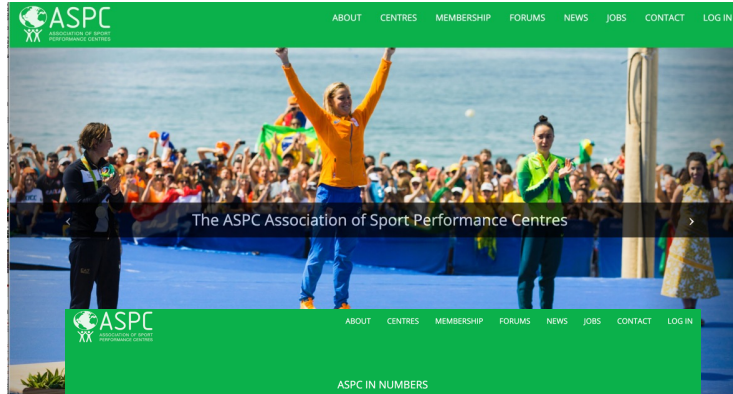 ASPC
ASSOCIATION OF SPORT
PERFORMANCE CENTRES
ABOUT CENTRES MEMBERSHIP FORUMS NEWS JOBS CONTACT LOG IN
The ASPC Association of Sport Performance Centres
ASPC
ASSOCIATION OF SPORT
PERFORMANCE CENTRES
ABOUT CENTRES MEMBERSHIP FORUMS NEWS JOBS CONTACT LOG IN
ASPC IN NUMBERS